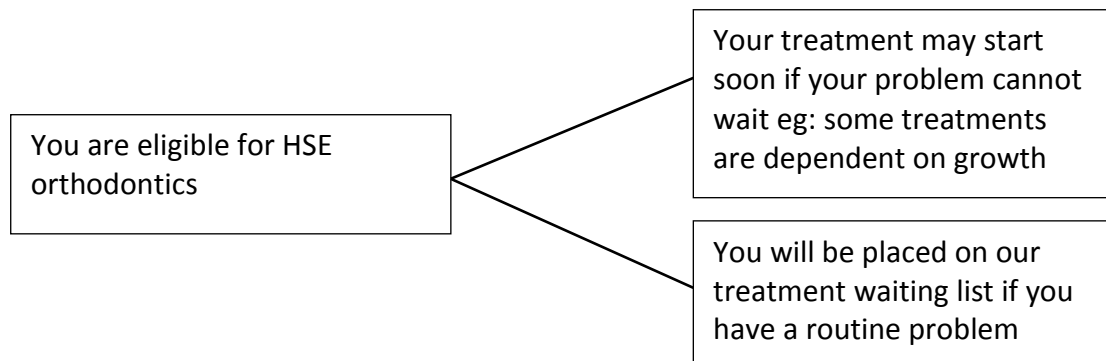 You are eligible for HSE
orthodontics
Your treatment may start
soon if your problem cannot
wait eg: some treatments
are dependent on growth
You will be placed on our
treatment waiting list if you
have a routine problem